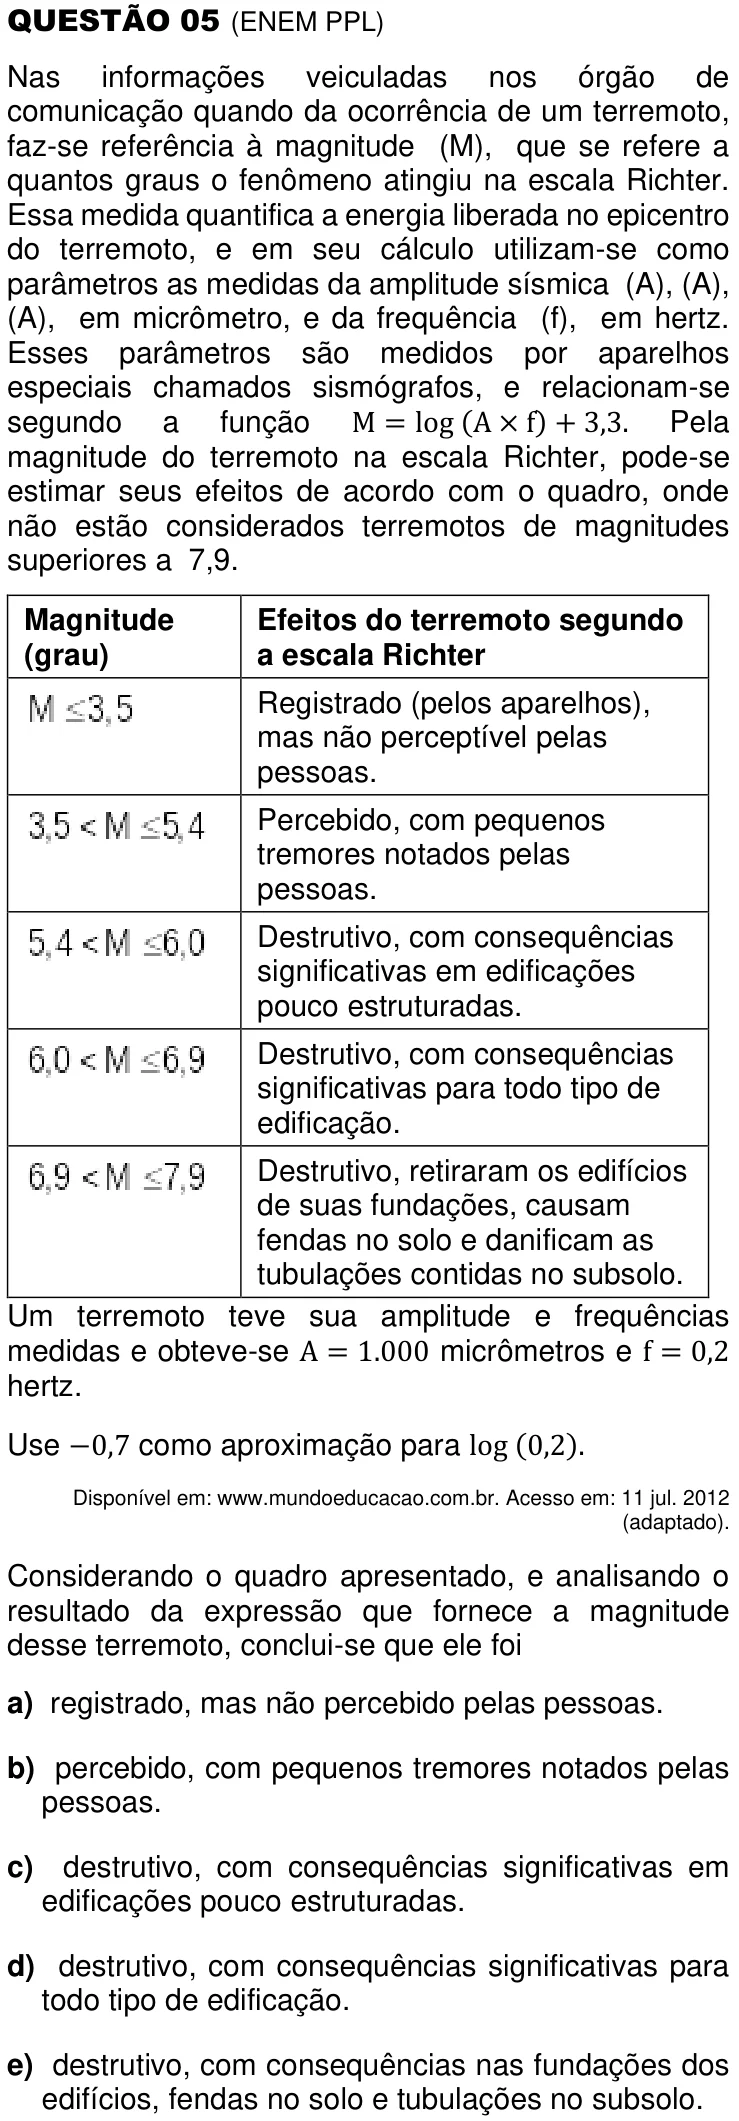 QUESTÃO 05 (ENEM PPL)
Nas informações veiculadas nos órgão de
comunicação quando da ocorrência de um terremoto,
faz-se referência à magnitude (M), que se refere a
quantos graus o fenômeno atingiu na escala Richter.
Essa medida quantifica a energia liberada no epicentro
do terremoto, e em seu cálculo utilizam-se como
parâmetros as medidas da amplitude sísmica (A), (A),
(A), em micrômetro, e da frequência (f), em hertz.
Esses parâmetros são medidos por aparelhos
especiais chamados sismógrafos, e relacionam-se
segundo a função M = log (A × f) + 3,3. Pela
magnitude do terremoto na escala Richter, pode-se
estimar seus efeitos de acordo com o quadro, onde
não estão considerados terremotos de magnitudes
superiores a 7,9.
Magnitude
(grau)
Efeitos do terremoto segundo
a escala Richter
M ≤3,5
Registrado (pelos aparelhos),
mas não perceptível pelas
pessoas.
3,5 < M ≤5,4
Percebido, com pequenos
tremores notados pelas
pessoas.
5,4 < M ≤6,0
Destrutivo, com consequências
significativas em edificações
pouco estruturadas.
6,0 < M ≤6,9
Destrutivo, com consequências
significativas para todo tipo de
edificação.
6,9 < M ≤7,9
Destrutivo, retiraram os edifícios
de suas fundações, causam
fendas no solo e danificam as
tubulações contidas no subsolo.
Um terremoto teve sua amplitude e frequências
medidas e obteve-se A = 1.000 micrômetros e f = 0,2
hertz.
Use −0,7 como aproximação para log (0,2).
Disponível em: www.mundoeducacao.com.br. Acesso em: 11 jul. 2012
(adaptado).
Considerando o quadro apresentado, e analisando o
resultado da expressão que fornece a magnitude
desse terremoto, conclui-se que ele foi
a) registrado, mas não percebido pelas pessoas.
b) percebido, com pequenos tremores notados pelas
pessoas.
c) destrutivo, com consequências significativas em
edificações pouco estruturadas.
d) destrutivo, com consequências significativas para
todo tipo de edificação.
e) destrutivo, com consequências nas fundações dos
edifícios, fendas no solo e tubulações no subsolo.